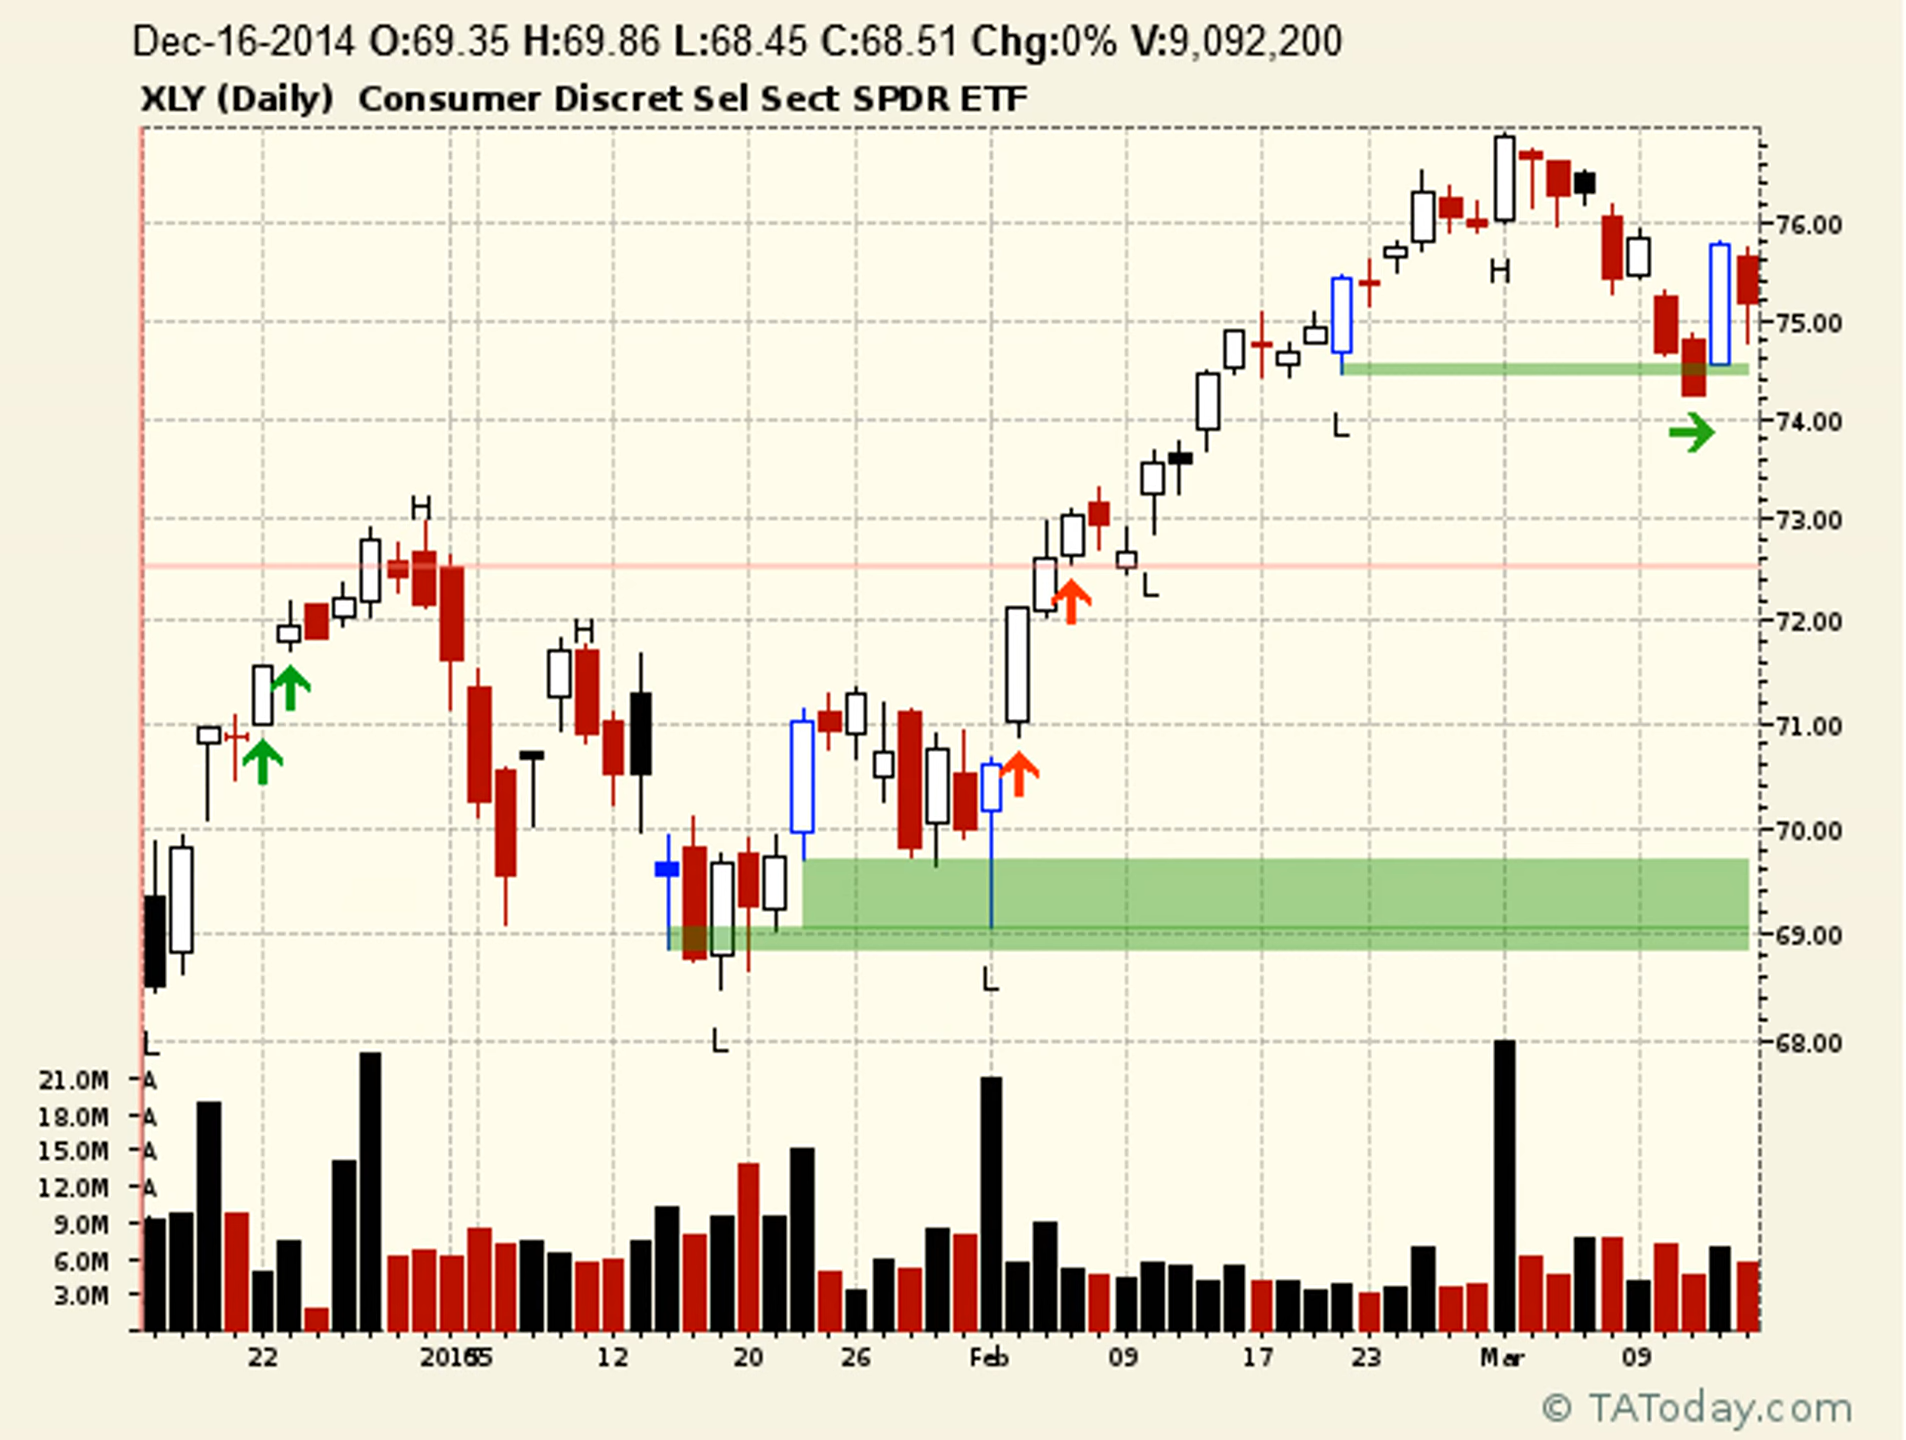 Dec-16-2014 O:69.35 H:69.86 L:68.45 C:68.51 Chg:0% V:9,092,200
XLY (Daily) Consumer Discret Sel Sect SPDR ETF
76.00
H
75.00
74.00
L
H
73.00
L
72.00
H
71.00
70.00
69.00
L
L
L
68.00
21.0M A
18.0M A
15.0M A
12.0M A
9.0M
6.0M
3.0M
22 12 20 26 Feb 09 17 23 Mar 09
© TAToday.com